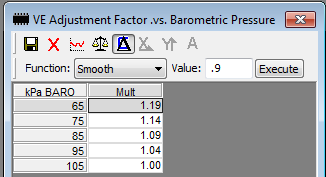 VE Adjustment Factor .vs. Barometric Pressure
A
Function: Smooth Value: .9 Execute
kPa BARO Mult
65 1.19
75 1.14
85 1.09
95 1.04
105 1.00